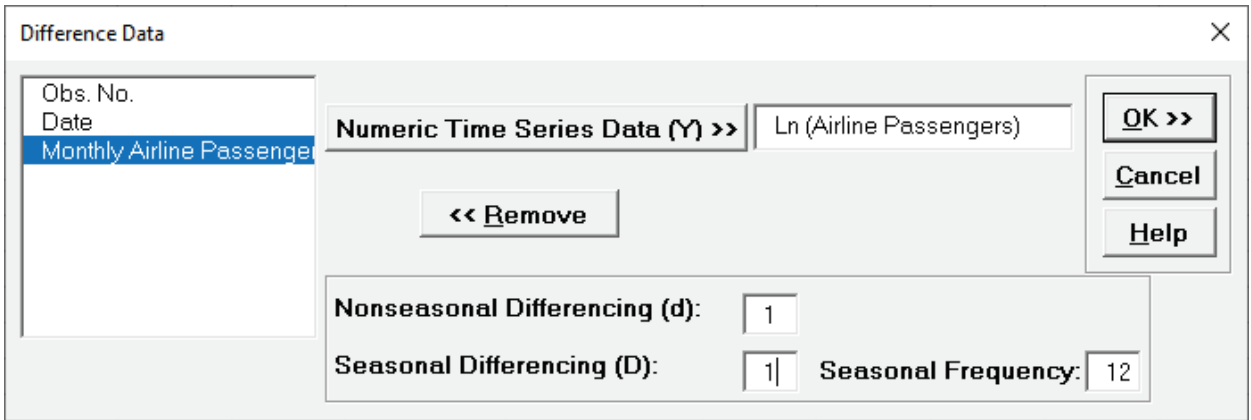 Difference Data
Obs. No.
Date
Monthly Airline Passenger
Numeric Time Series Data (Y) >>
Ln (Airline Passengers)
<< Remove
OK >>
Cancel
Help
Nonseasonal Differencing (d): 1
Seasonal Differencing (D): 1 Seasonal Frequency: 12